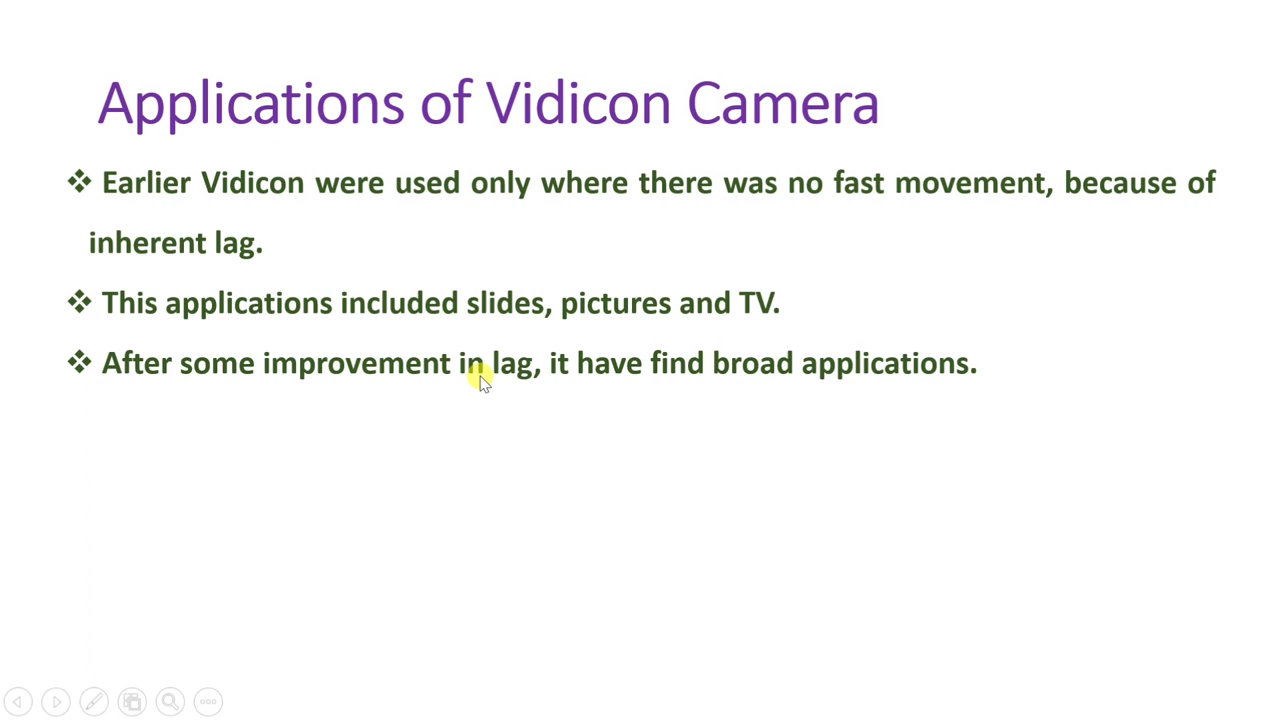 Applications of Vidicon Camera
❖ Earlier Vidicon were used only where there was no fast movement, because of
inherent lag.
❖ This applications included slides, pictures and TV.
❖ After some improvement in lag, it have find broad applications.